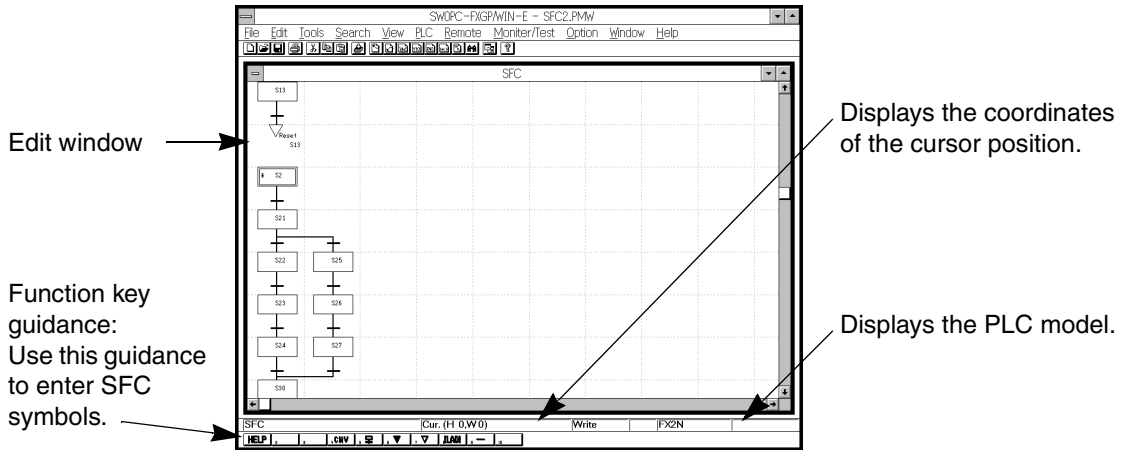 SW0PC-FXGP/WIN-E - SFC2.PMW
File Edit Tools Search View PLC Remote Moniter/Test Option Window Help
SFC
S13
Reset
S13
S2
S21
S22 S25
S23 S26
S24 S27
S30
SFC Cur. (H 0,W 0) Write FX2N
HELP .CNV
Edit window
Function key
guidance:
Use this guidance
to enter SFC
symbols.
Displays the coordinates
of the cursor position.
Displays the PLC model.